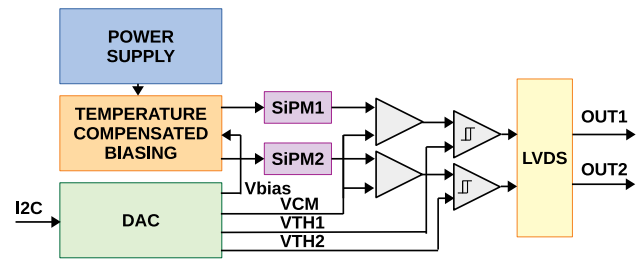 POWER
SUPPLY
TEMPERATURE
COMPENSATED
BIASING
SiPM1
SiPM2
LVDS
OUT1
OUT2
I2C
DAC
Vbias
VCM
VTH1
VTH2